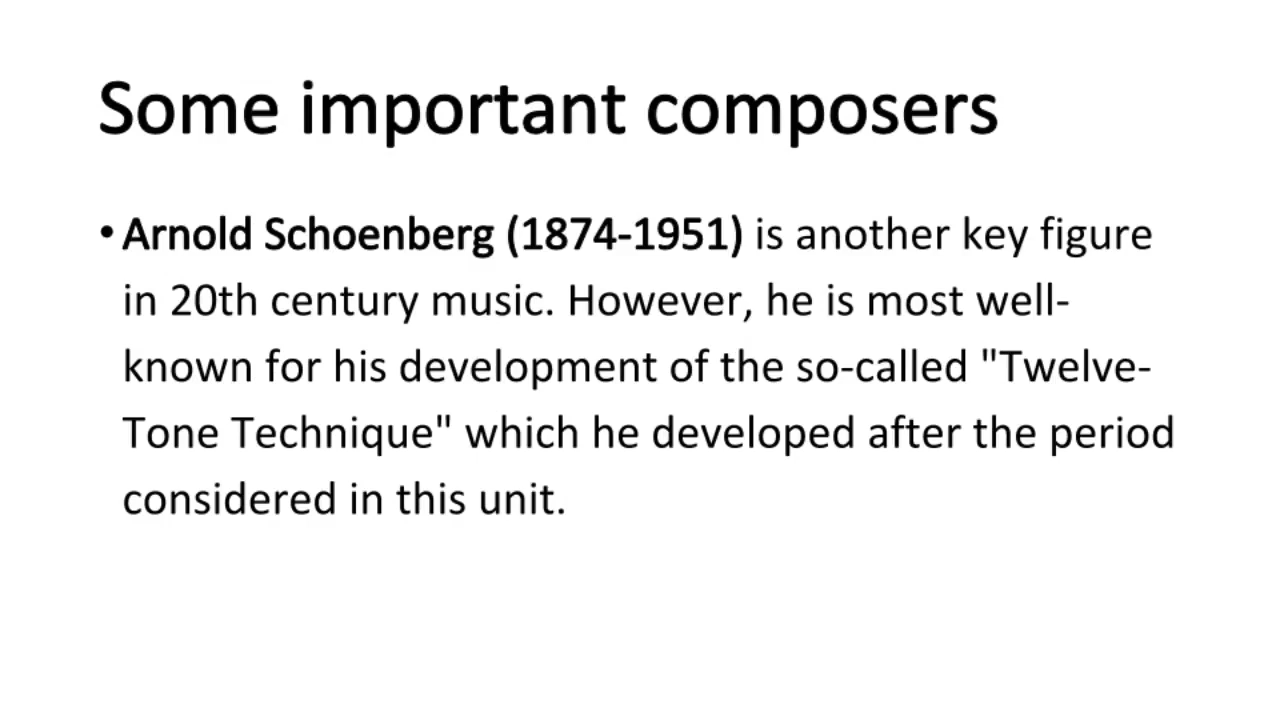 Some important composers
• Arnold Schoenberg (1874-1951) is another key figure
in 20th century music. However, he is most well-
known for his development of the so-called "Twelve-
Tone Technique" which he developed after the period
considered in this unit.